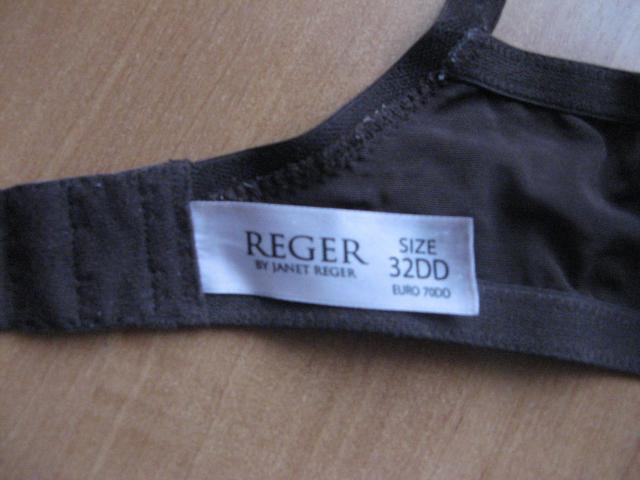 REGER
BY JANET REGER
SIZE
32DD
EURO 70DD